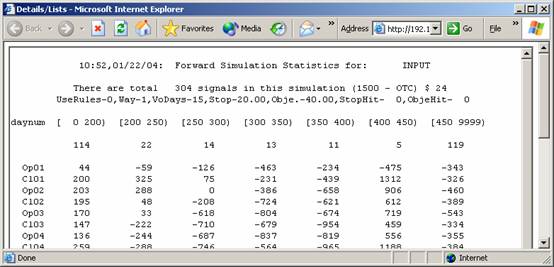 Details/Lists - Microsoft Internet Explorer
Back Favorites Media Address http://192.1 Go File
10:52,01/22/04: Forward Simulation Statistics for: INPUT
There are total 304 signals in this simulation (1500 - OTC) $ 24
UseRules-0,Way-1,VoDays-15,Stop-20.00,Obje.-40.00,StopHit- 0,ObjeHit- 0
daynum [ 0 200) [200 250) [250 300) [300 350) [350 400) [400 450) [450 9999)
114 22 14 13 11 5 119
Op01 44 -59 -126 -463 -234 -475 -343
Cl01 200 325 75 -231 -439 1312 -326
Op02 203 288 0 -386 -658 906 -460
Cl02 195 48 -208 -724 -621 612 -389
Op03 170 33 -618 -804 -674 719 -543
Cl03 147 -222 -710 -679 -954 459 -334
Op04 136 -244 -687 -837 -819 556 -355
Cl04 259 -288 -746 -564 -965 1188 -384
Done Internet